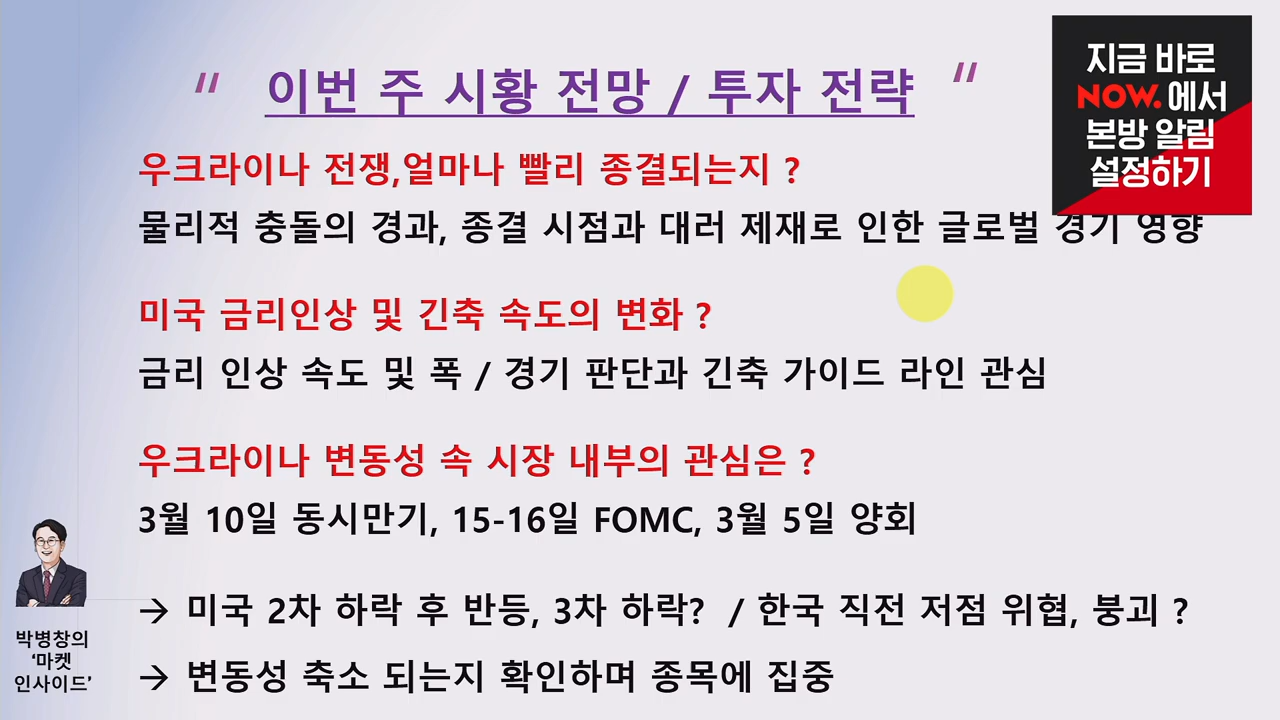 " 이번 주 시황 전망 / 투자 전략 "
지금 바로
NOW. 에서
본방 알림
설정하기
우크라이나 전쟁,얼마나 빨리 종결되는지 ?
물리적 충돌의 경과, 종결 시점과 대러 제재로 인한 글로벌 경기 영향
미국 금리인상 및 긴축 속도의 변화 ?
금리 인상 속도 및 폭 / 경기 판단과 긴축 가이드 라인 관심
우크라이나 변동성 속 시장 내부의 관심은 ?
3월 10일 동시만기, 15-16일 FOMC, 3월 5일 양회
→ 미국 2차 하락 후 반등, 3차 하락? / 한국 직전 저점 위협, 붕괴 ?
→ 변동성 축소 되는지 확인하며 종목에 집중
박병창의
‘마켓
인사이드’